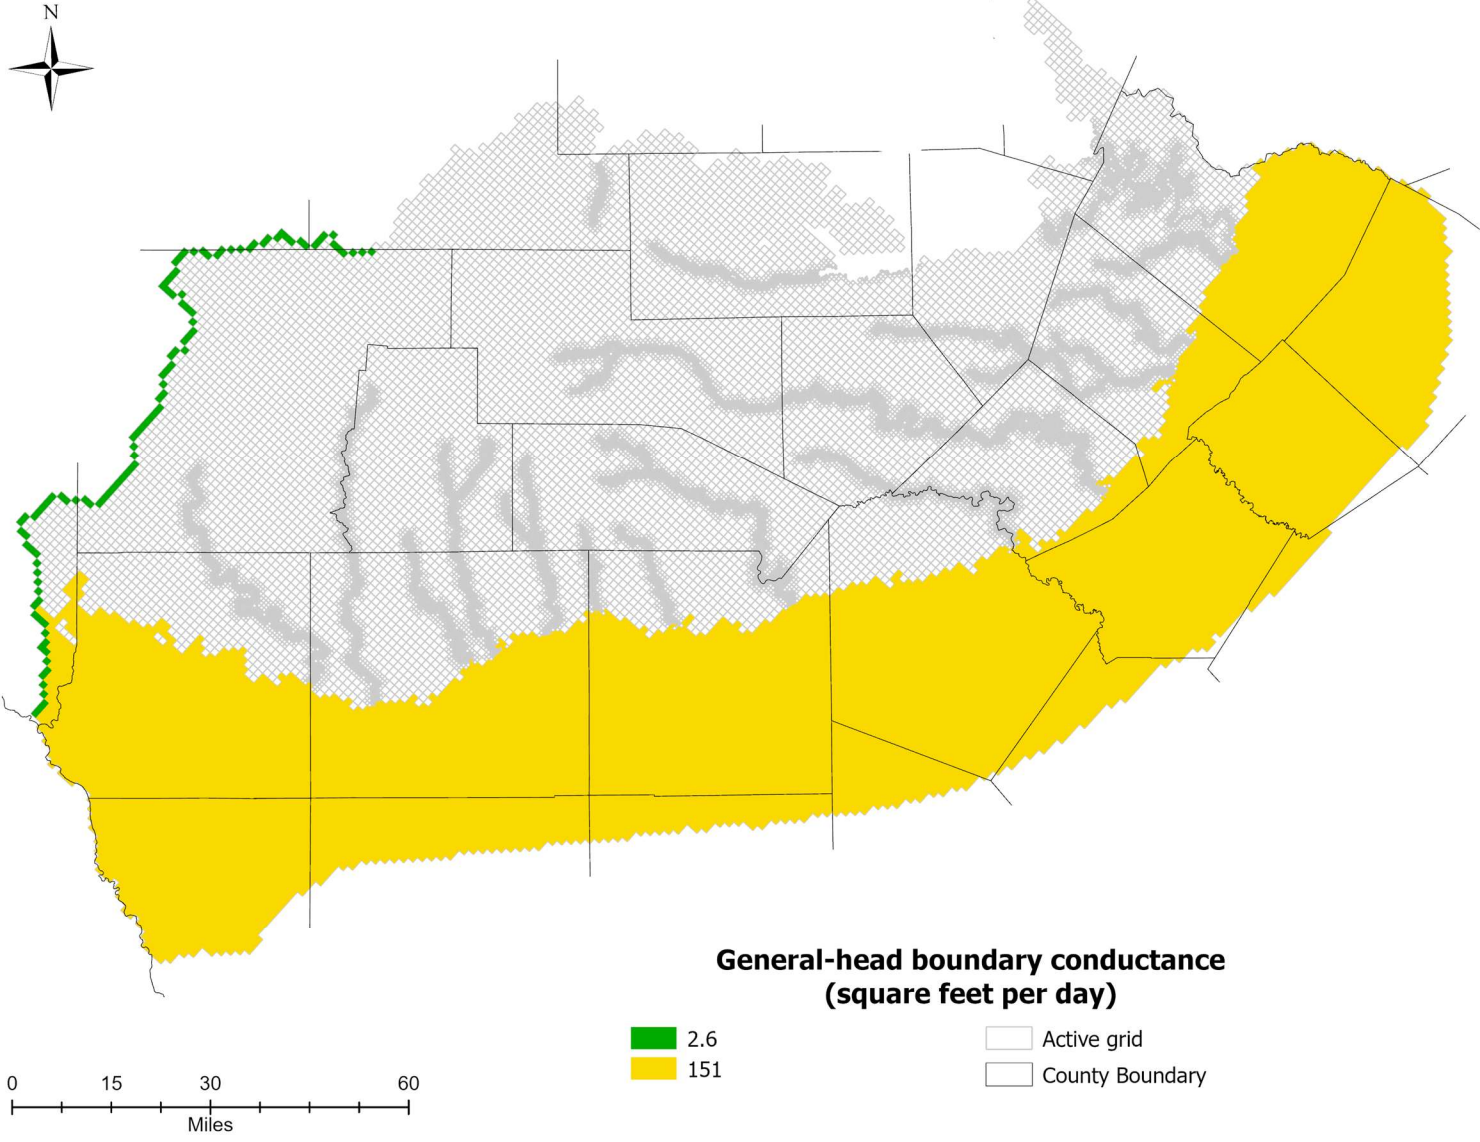 N
General-head boundary conductance
(square feet per day)
2.6
151
Active grid
County Boundary
0 15 30 60
Miles